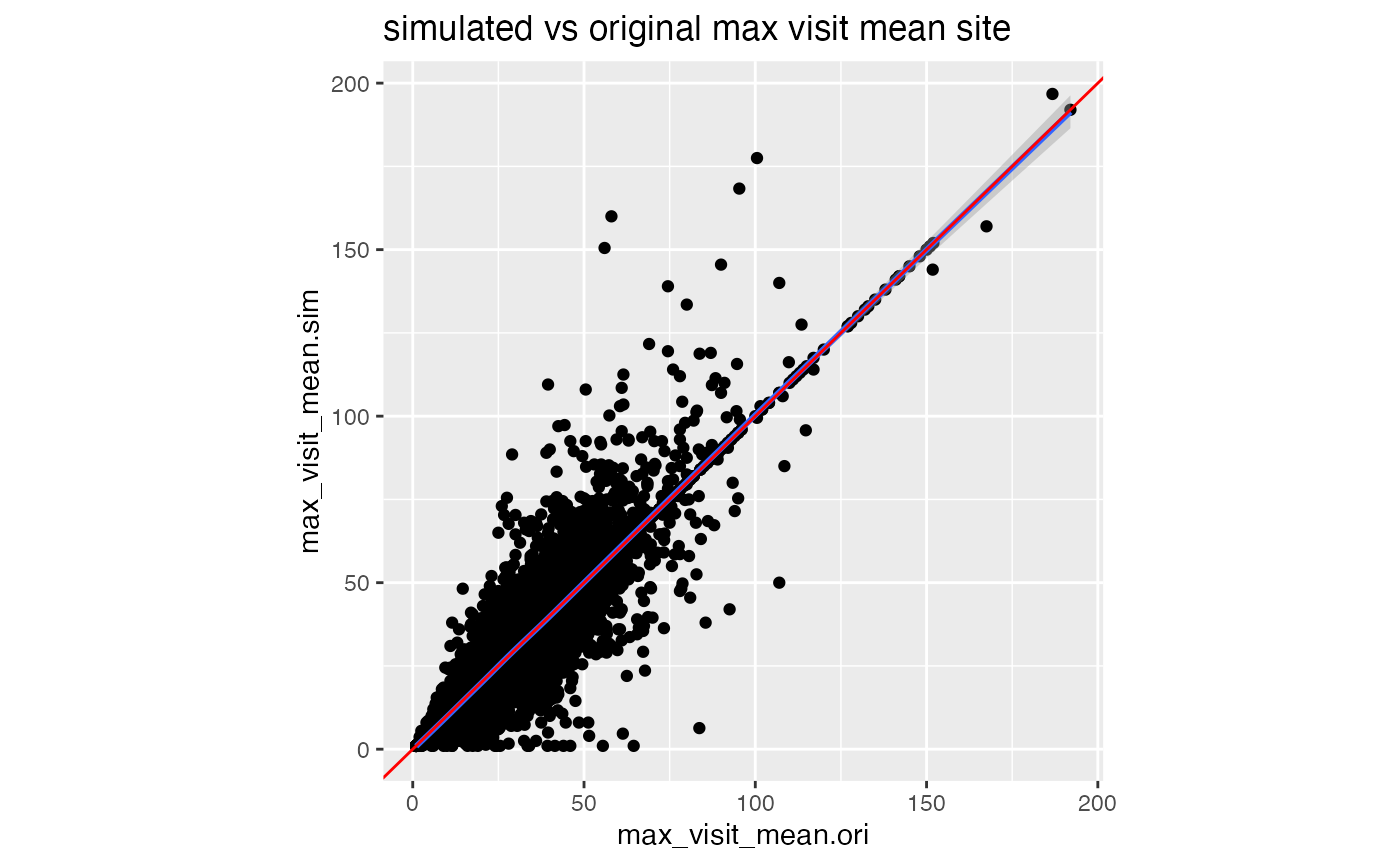 simulated vs original max visit mean site
200
150
100
50
0
max_visit_mean.sim
0 50 100 150 200
max_visit_mean.ori